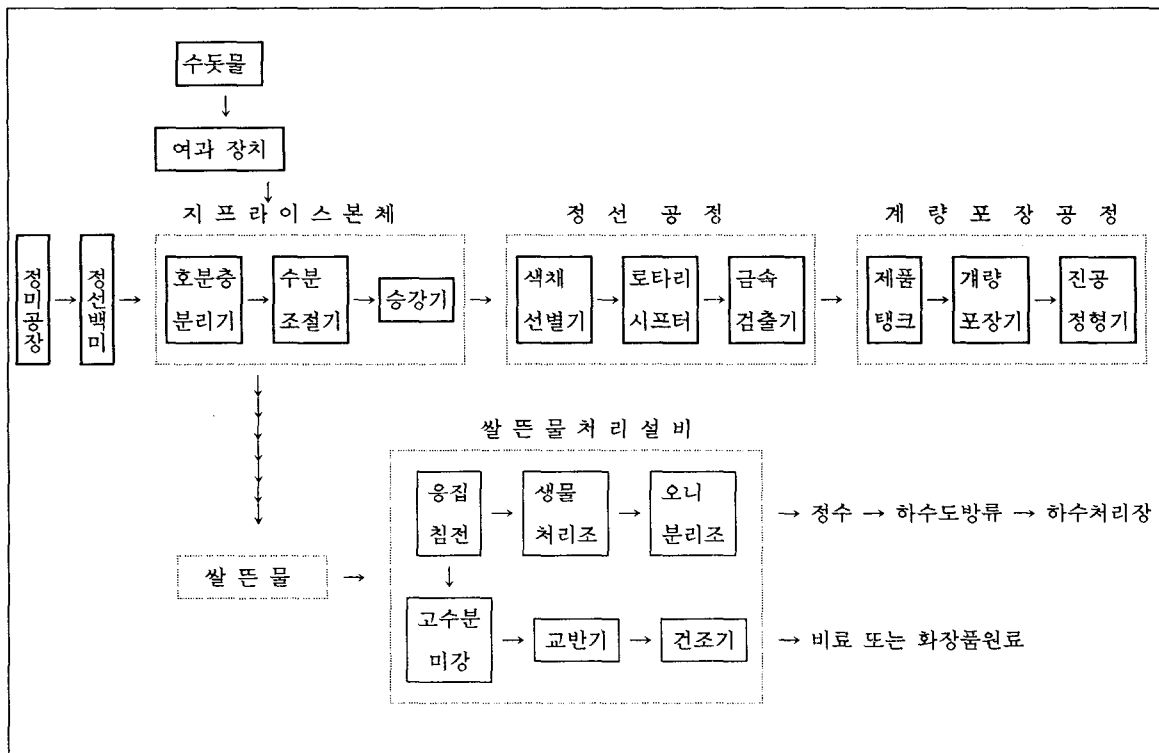 수돗물
↓
여과 장치
↓
지 프 라 이 스 본 체
정 선 공 정
계 량 포 장 공 정
정미공장
→
정선백미
→
호분층
분리기
→
수분
조절기
→
승강기
→
색채
선별기
→
로타리
시프터
→
금속
검출기
→
제품
탱크
→
걔량
포장기
→
진공
정형기
쌀 뜬 물 처 리 설 비
응집
침전
→
생물
처리조
→
오니
분리조
→ 정수 → 하수도방류 → 하수처리장
쌀 뜬 물
→
↓
고수분
미강
→
교반기
→
건조기
→ 비료 또는 화장품원료